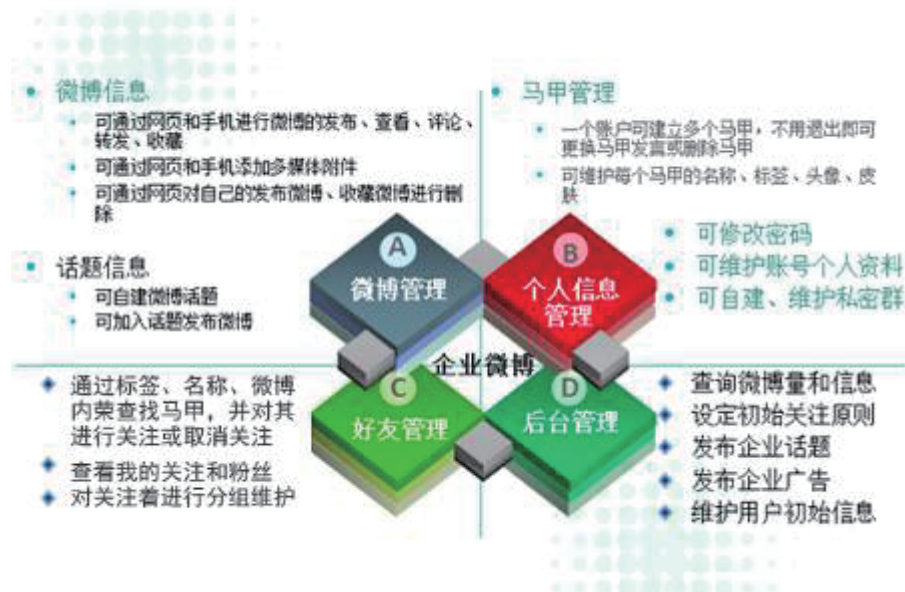 微博信息
可通过网页和手机进行微博的发布、查看、评论、
转发、收藏
可通过网页和手机添加多媒体附件
可通过网页对自己的发布微博、收藏微博进行删
除
话题信息
可自建微博话题
可加入话题发布微博
马甲管理
一个账户可建立多个马甲，不用退出即可
更换马甲发言或删除马甲
可维护每个马甲的名称、标签、头像、皮
肤
可修改密码
可维护账号个人资料
可自建、维护私密群
A
微博管理
B
个人信息
管理
企业微博
C
好友管理
D
后台管理
通过标签、名称、微博
内荣查找马甲，并对其
进行关注或取消关注
查看我的关注和粉丝
对关注着进行分组维护
查询微博量和信息
设定初始关注原则
发布企业话题
发布企业广告
维护用户初始信息